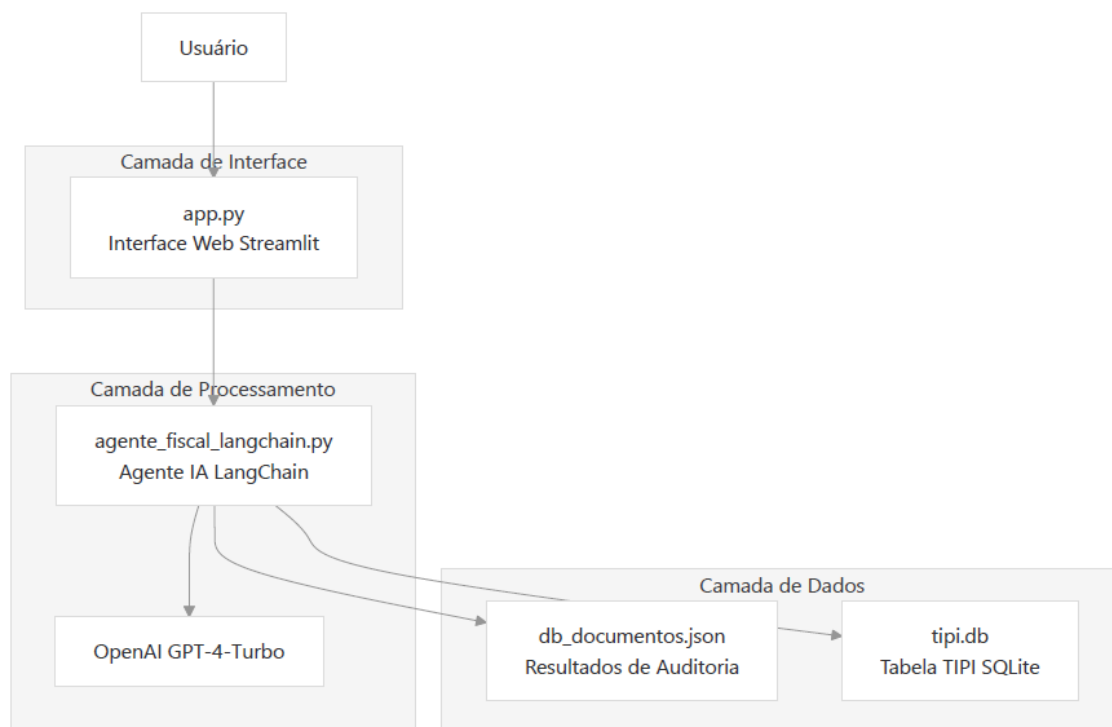 Usuário
Camada de Interface
app.py
Interface Web Streamlit
Camada de Processamento
agente_fiscal_langchain.py
Agente IA LangChain
OpenAI GPT-4-Turbo
Camada de Dados
db_documentos.json
Resultados de Auditoria
tipi.db
Tabela TIPI SQLite